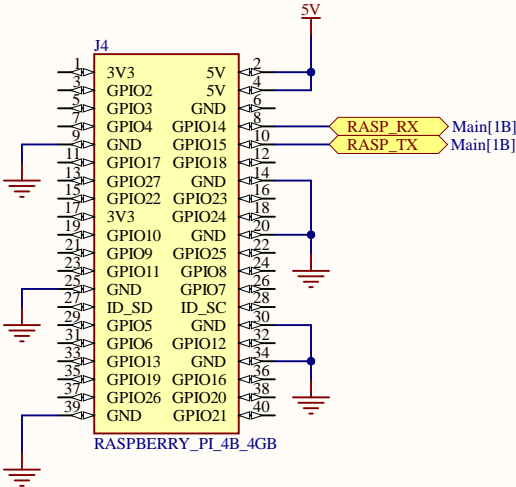 5V
J4
1 3V3 5V 2
3 GPIO2 5V 4
5 GPIO3 GND 6
7 GPIO4 GPIO14 8 RASP_RX Main[1B]
9 GND GPIO15 10 RASP_TX Main[1B]
11 GPIO17 GPIO18 12
13 GPIO27 GND 14
15 GPIO22 GPIO23 16
17 3V3 GPIO24 18
19 GPIO10 GND 20
21 GPIO9 GPIO25 22
23 GPIO11 GPIO8 24
25 GND GPIO7 26
27 ID_SD ID_SC 28
29 GPIO5 GND 30
31 GPIO6 GPIO12 32
33 GPIO13 GND 34
35 GPIO19 GPIO16 36
37 GPIO26 GPIO20 38
39 GND GPIO21 40
RASPBERRY_PI_4B_4GB